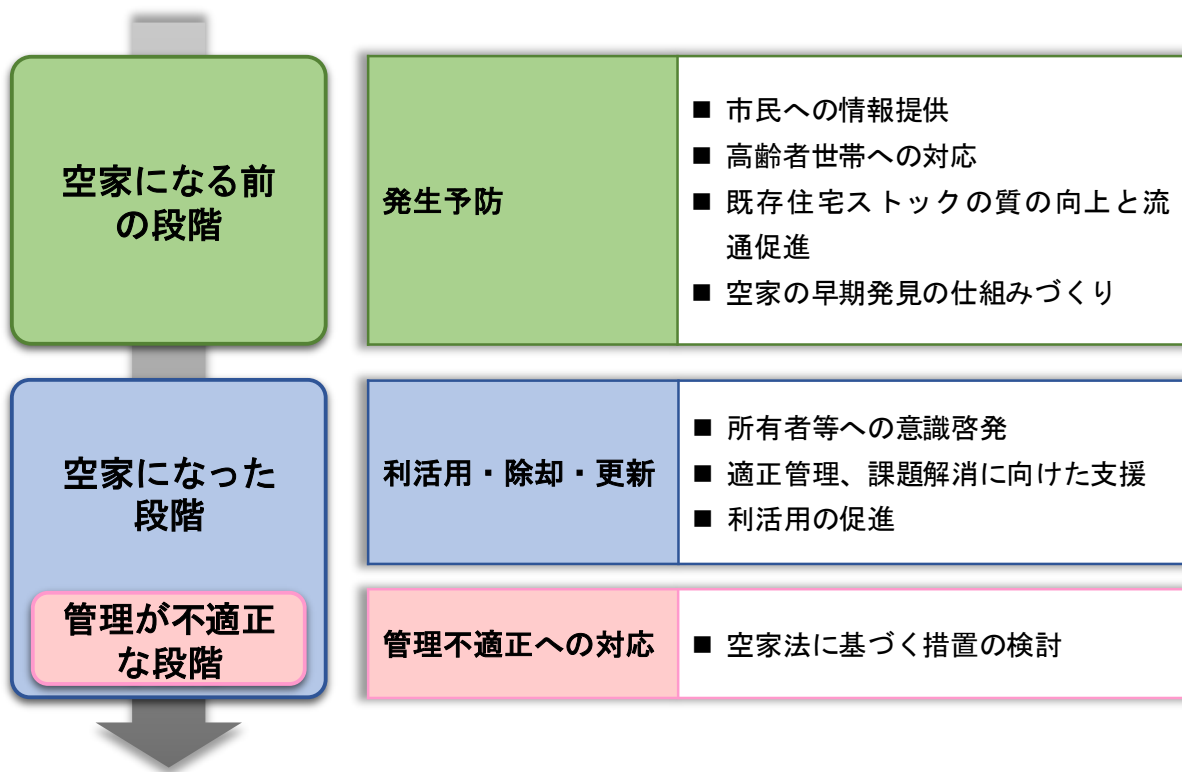 空家になる前
の段階
発生予防
■ 市民への情報提供
■ 高齢者世帯への対応
■ 既存住宅ストックの質の向上と流
通促進
■ 空家の早期発見の仕組みづくり
空家になった
段階
利活用・除却・更新
■ 所有者等への意識啓発
■ 適正管理、課題解消に向けた支援
■ 利活用の促進
管理が不適正
な段階
管理不適正への対応
■ 空家法に基づく措置の検討